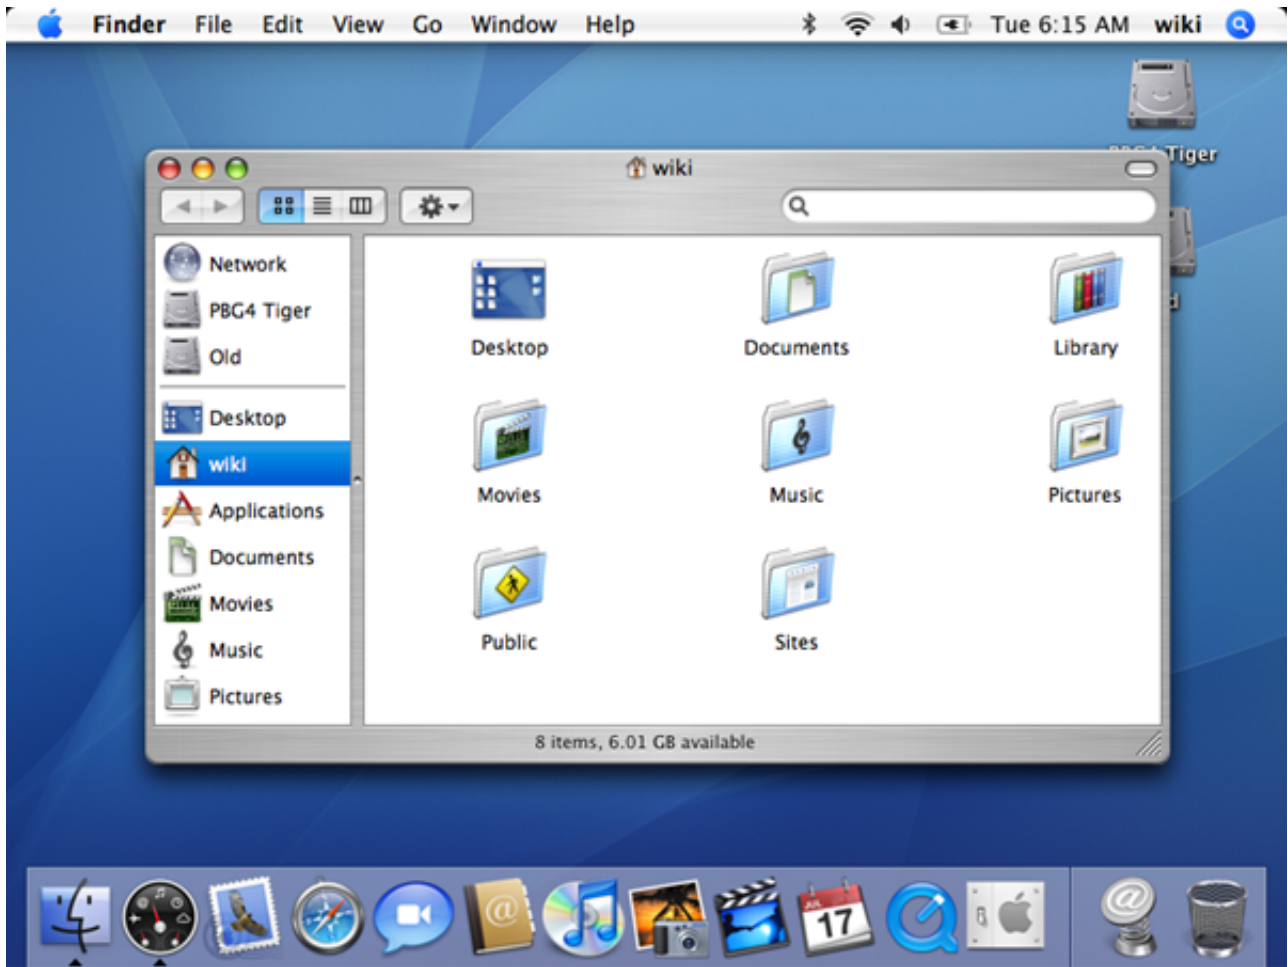 Finder File Edit View Go Window Help Tue 6:15 AM wiki
Tiger
wiki
Network
PBG4 Tiger
Old
Desktop
wiki
Applications
Documents
Movies
Music
Pictures
Desktop Documents Library
Movies Music Pictures
Public Sites
8 items, 6.01 GB available
@ JUL 17 @